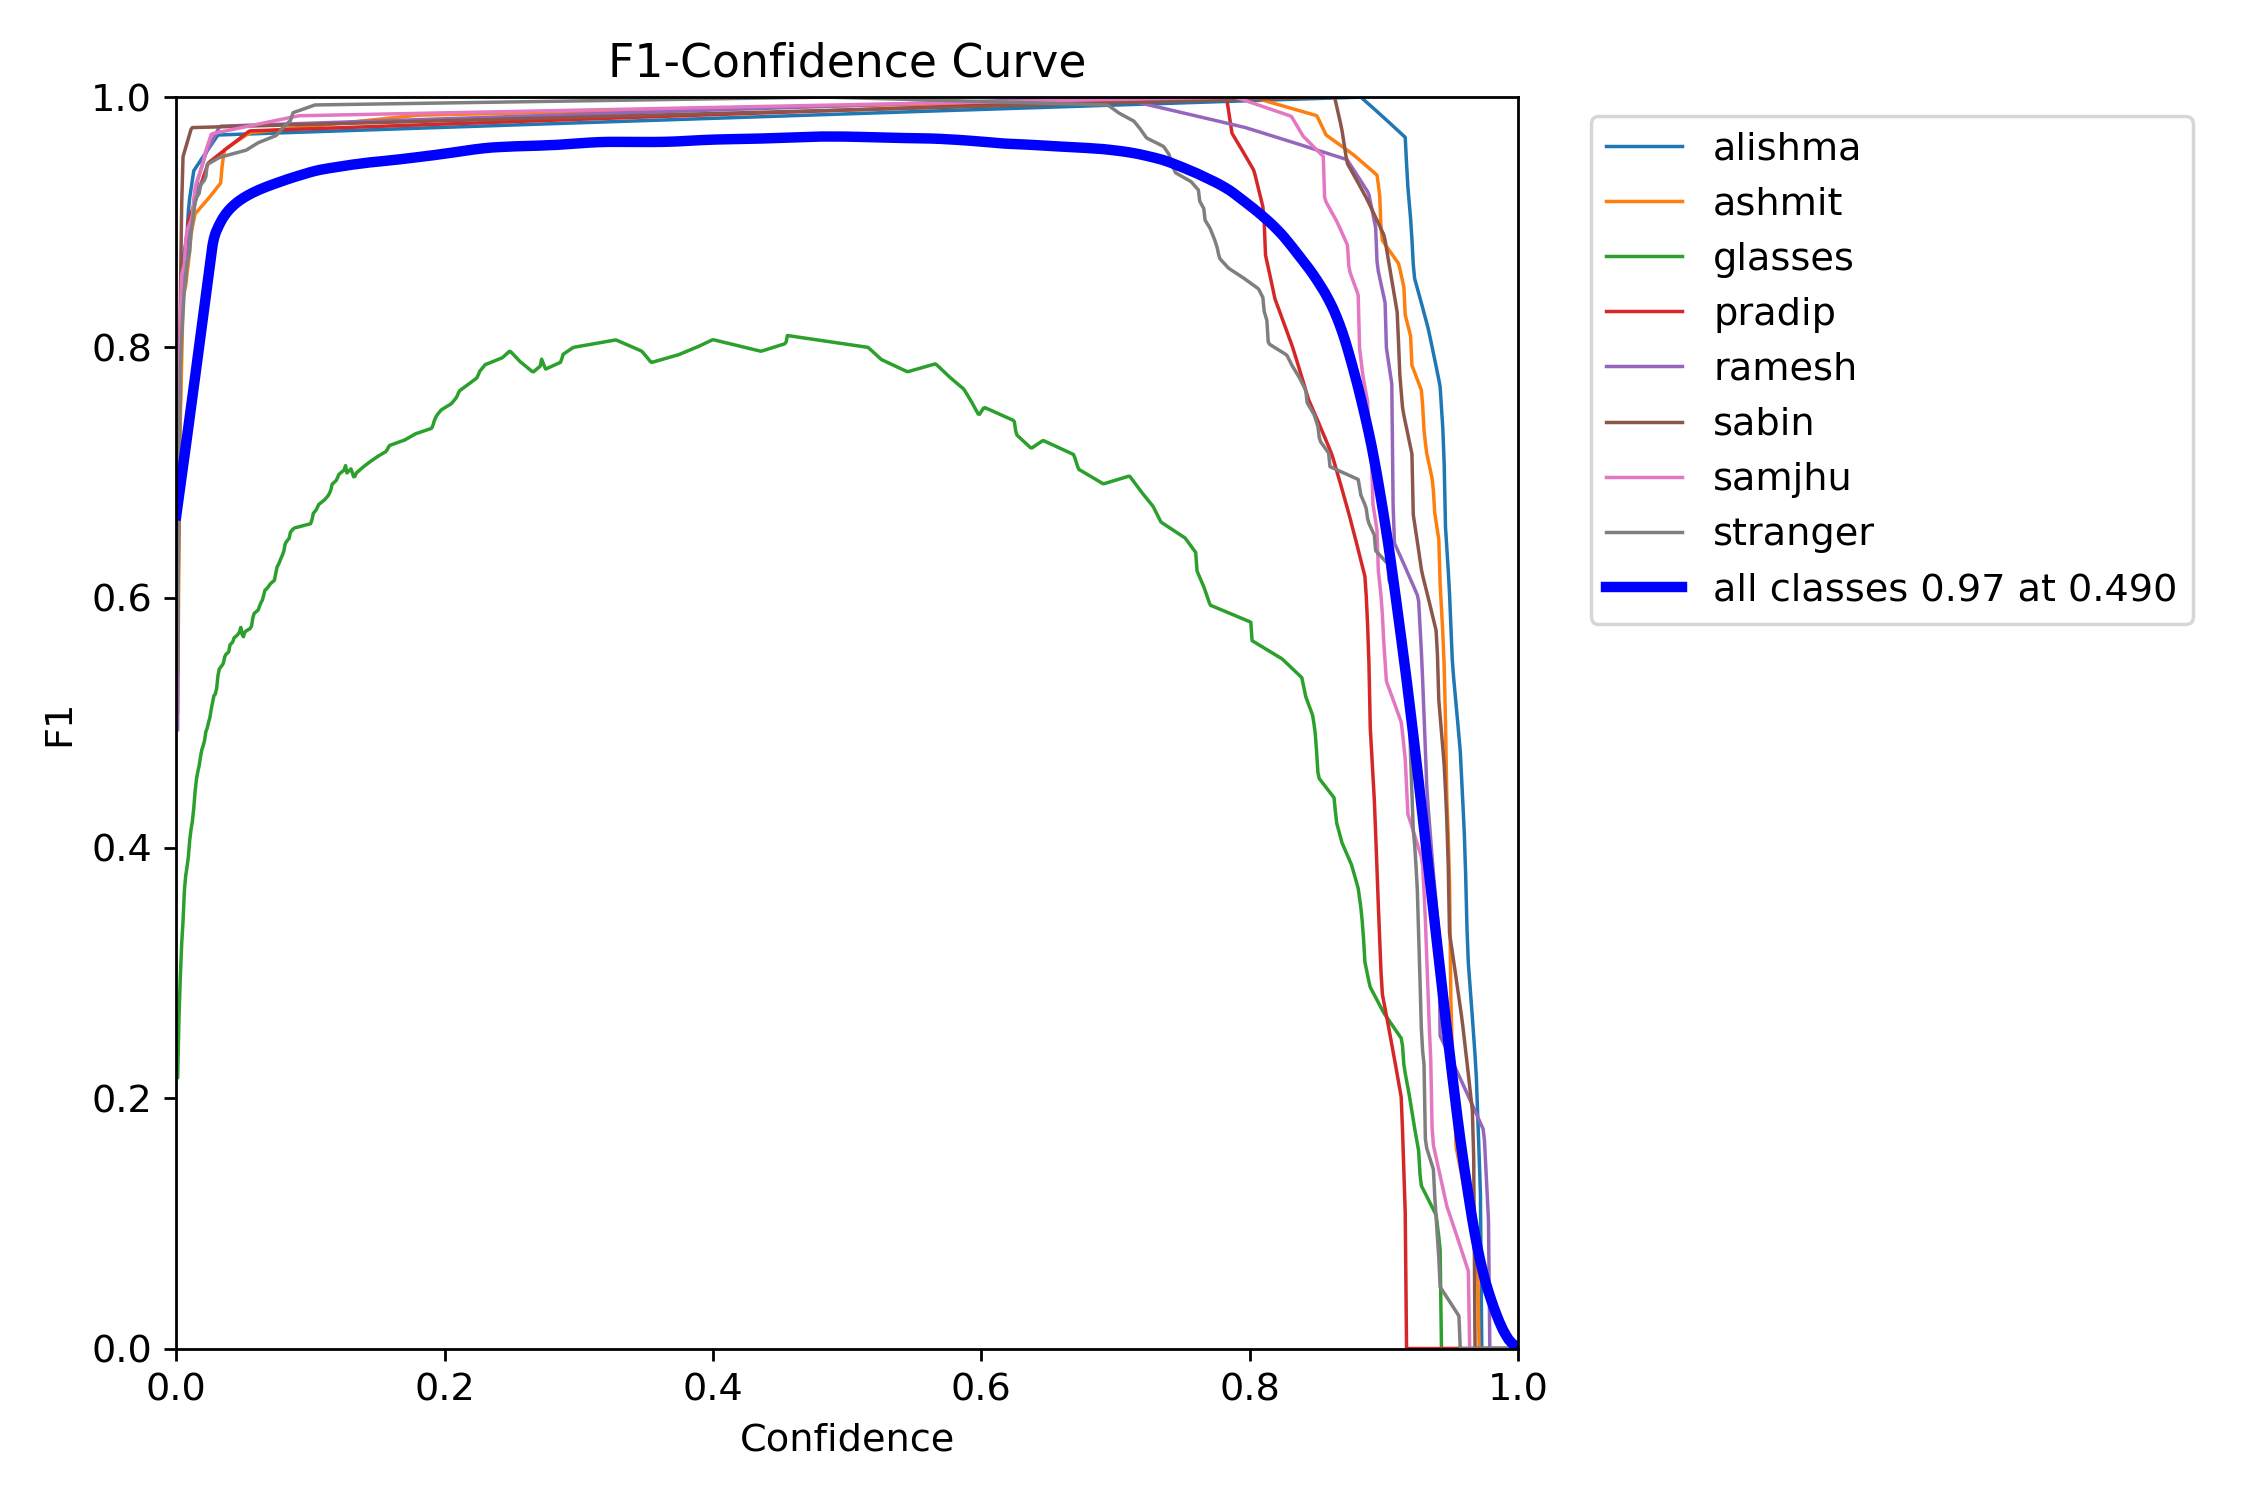 F1-Confidence Curve
1.0
0.8
0.6
0.4
0.2
0.0
F1
0.0 0.2 0.4 0.6 0.8 1.0
Confidence
alishma
ashmit
glasses
pradip
ramesh
sabin
samjhu
stranger
all classes 0.97 at 0.490